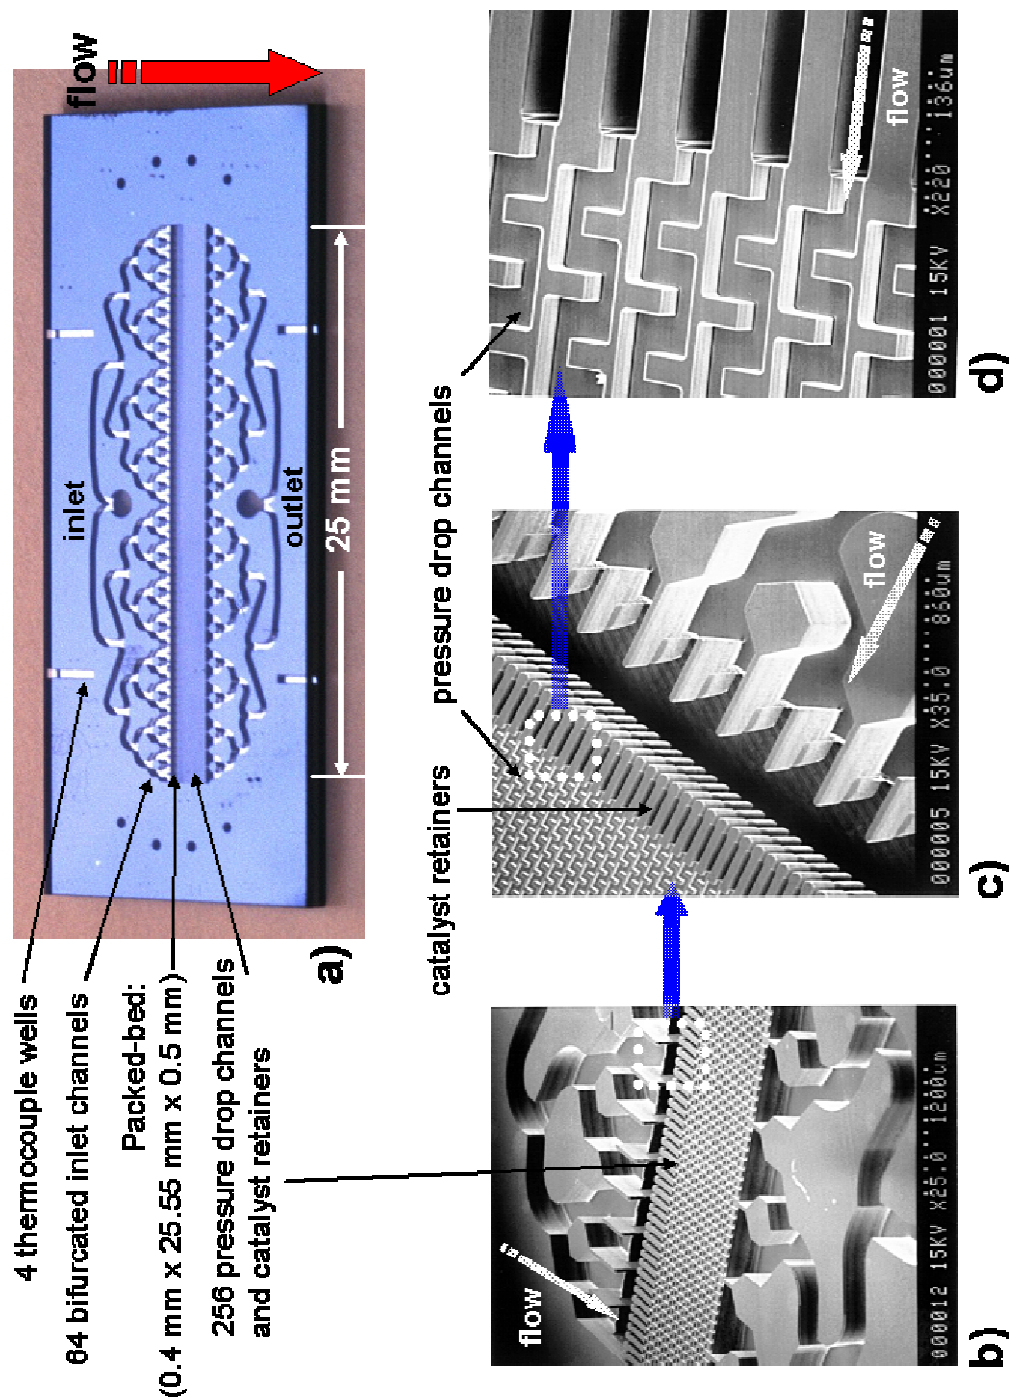 4 thermocouple wells
64 bifurcated inlet channels
Packed-bed:
(0.4 mm x 25.55 mm x 0.5 mm)
256 pressure drop channels
and catalyst retainers
flow
inlet
outlet
25 mm
a)
flow
000012 15KV X25.0 1200um
b)
catalyst retainers
pressure drop channels
flow
000005 15KV X35.0 860um
c)
flow
000001 15KV X220 136um
d)